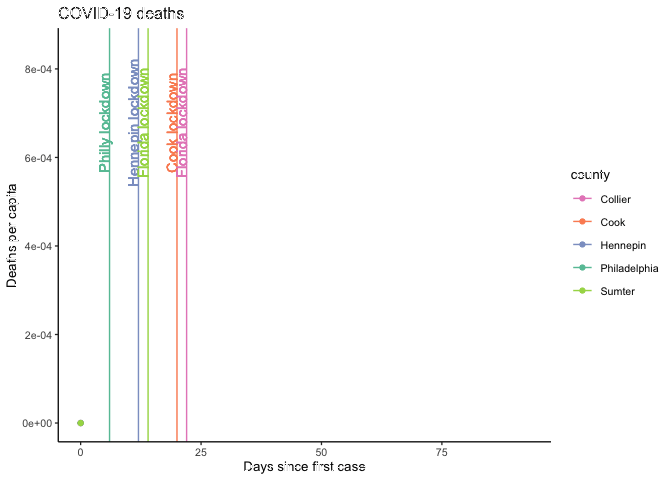 COVID-19 deaths
Deaths per capita
8e-04
6e-04
4e-04
2e-04
0e+00
Philly lockdown
Hennepin lockdown
Florida lockdown
Cook lockdown
Florida lockdown
0
25
50
75
Days since first case
county
Collier
Cook
Hennepin
Philadelphia
Sumter